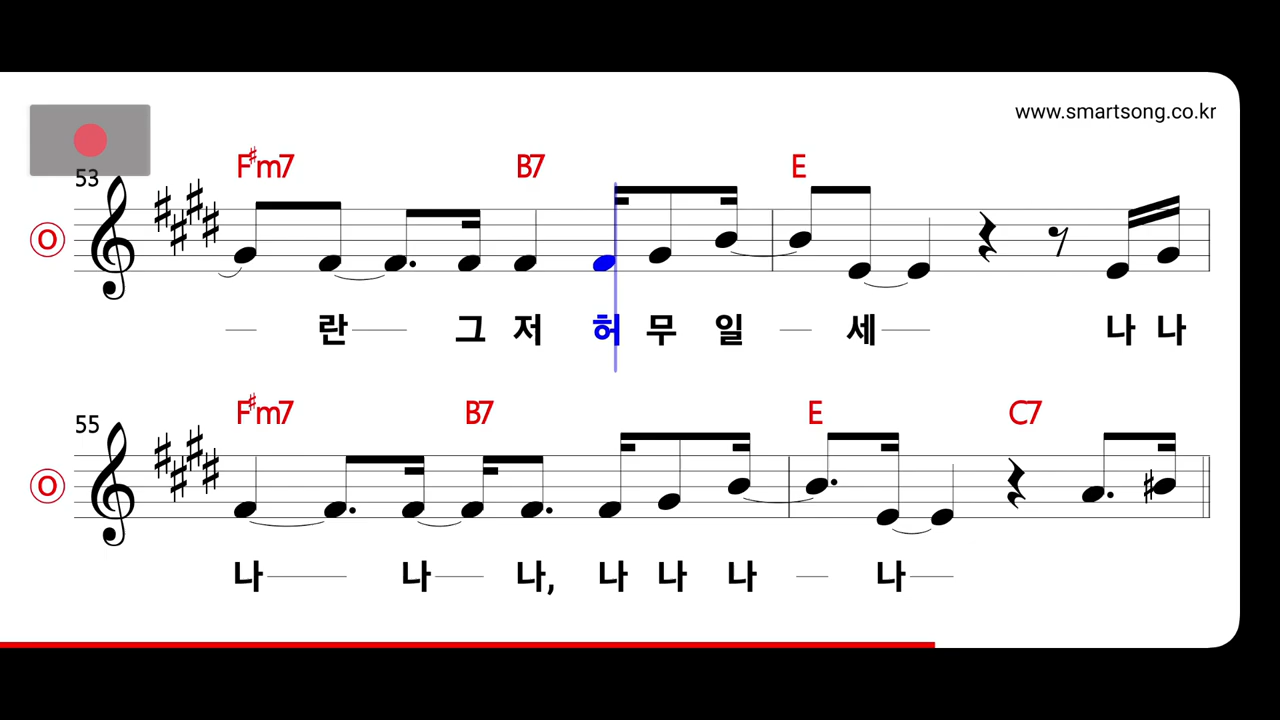 www.smartsong.co.kr
53
F#m7 B7 E
O
란 그 저 허 무 일 세 나 나
55
F#m7 B7 E C7
O
나 나 나, 나 나 나 나